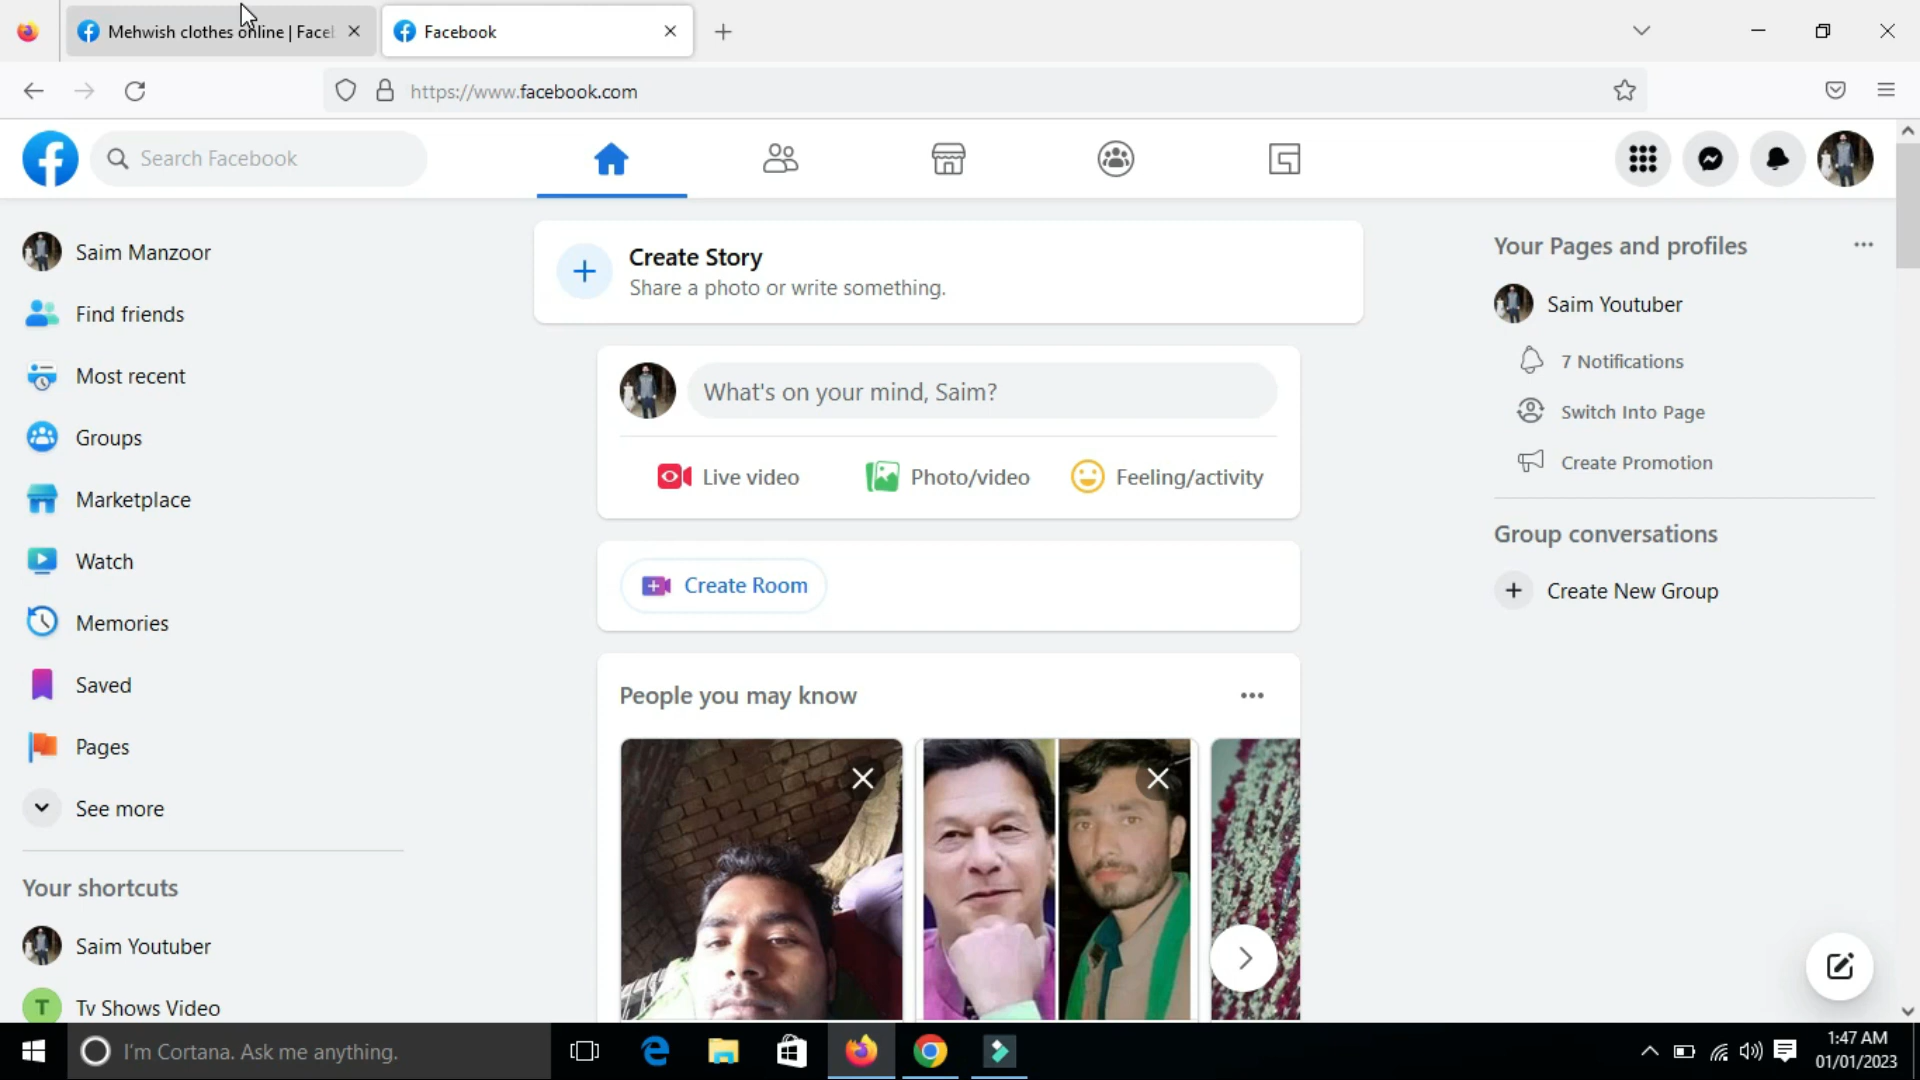 Mehwish clothes online | Face
Facebook
https://www.facebook.com
Search Facebook
Saim Manzoor
Find friends
Most recent
Groups
Marketplace
Watch
Memories
Saved
Pages
See more
Your shortcuts
Saim Youtuber
T Tv Shows Video
Create Story
Share a photo or write something.
What's on your mind, Saim?
Live video
Photo/video
Feeling/activity
Create Room
People you may know
Your Pages and profiles
Saim Youtuber
7 Notifications
Switch Into Page
Create Promotion
Group conversations
Create New Group
I'm Cortana. Ask me anything.
1:47 AM
01/01/2023